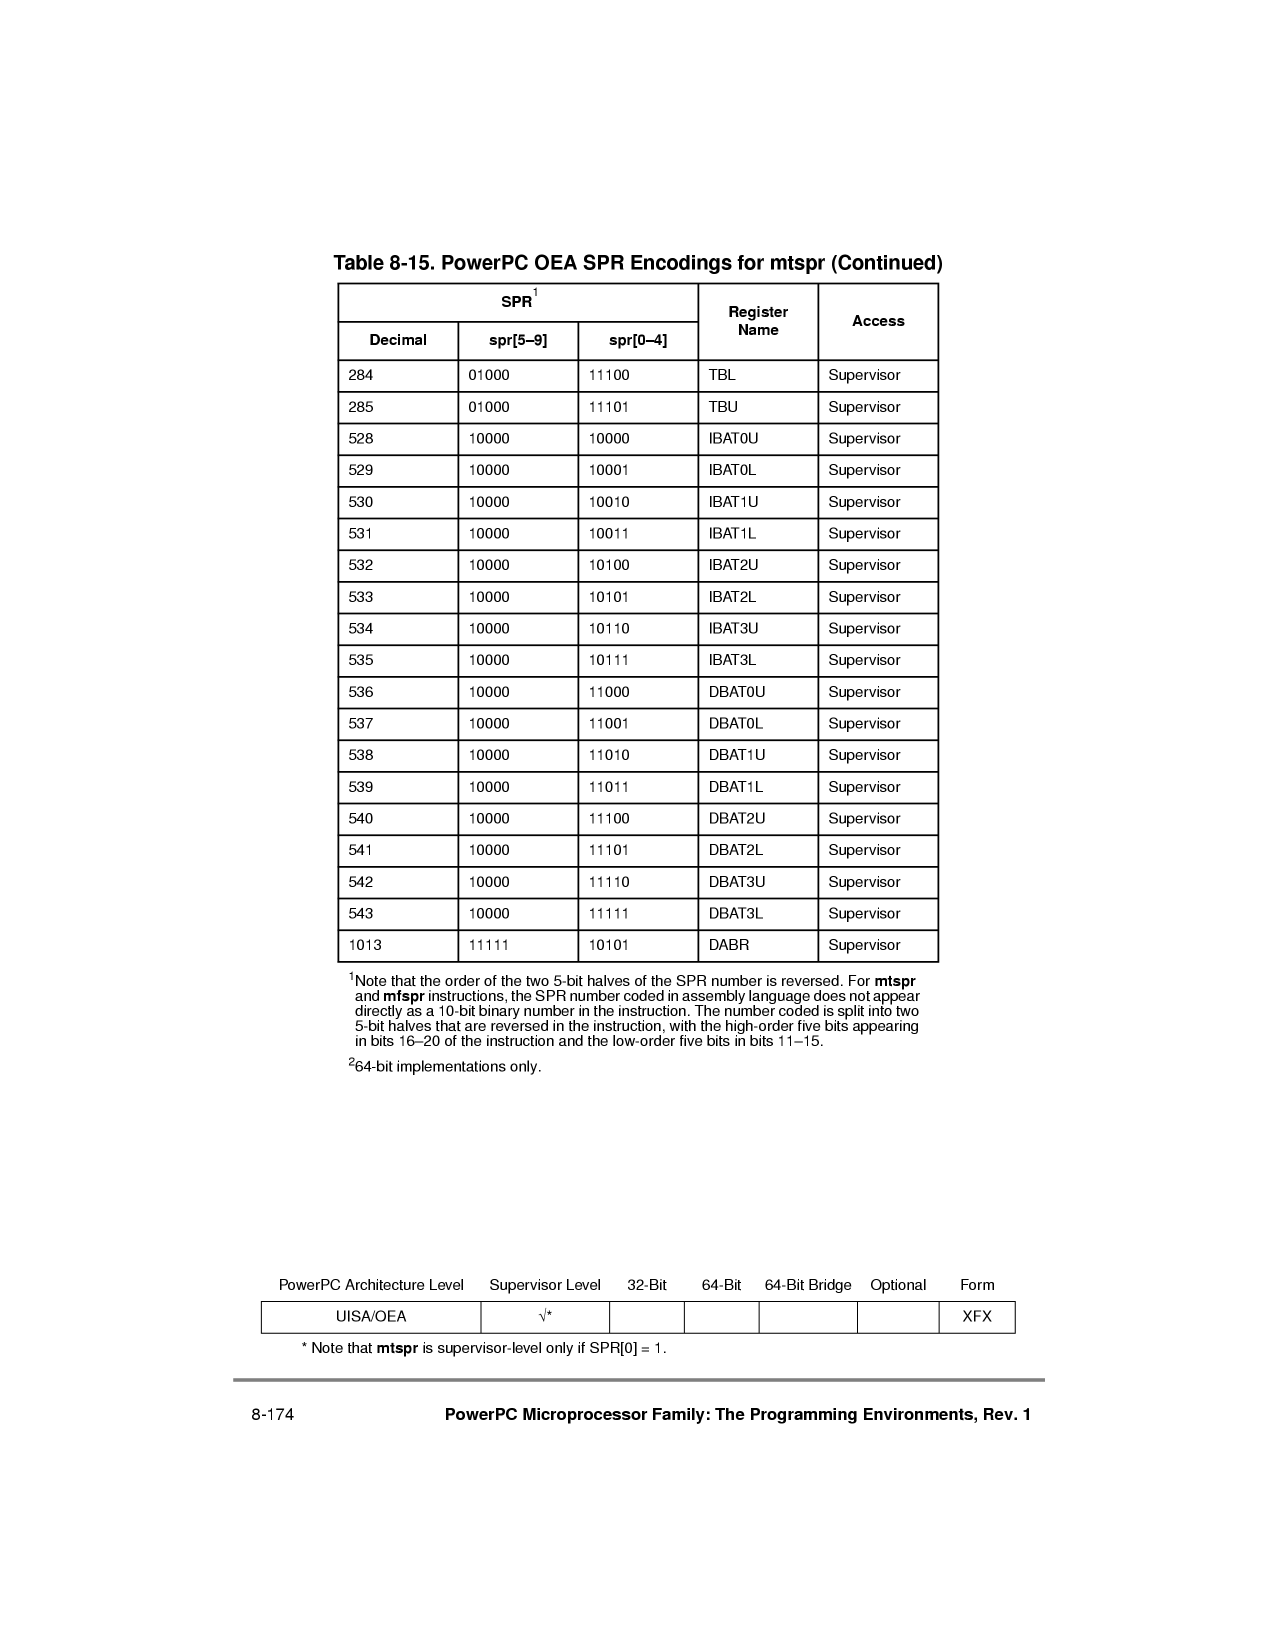 Table 8-15. PowerPC OEA SPR Encodings for mtspr (Continued)
SPR1 Register Name Access
Decimal spr[5–9] spr[0–4]
284 01000 11100 TBL Supervisor
285 01000 11101 TBU Supervisor
528 10000 10000 IBAT0U Supervisor
529 10000 10001 IBAT0L Supervisor
530 10000 10010 IBAT1U Supervisor
531 10000 10011 IBAT1L Supervisor
532 10000 10100 IBAT2U Supervisor
533 10000 10101 IBAT2L Supervisor
534 10000 10110 IBAT3U Supervisor
535 10000 10111 IBAT3L Supervisor
536 10000 11000 DBAT0U Supervisor
537 10000 11001 DBAT0L Supervisor
538 10000 11010 DBAT1U Supervisor
539 10000 11011 DBAT1L Supervisor
540 10000 11100 DBAT2U Supervisor
541 10000 11101 DBAT2L Supervisor
542 10000 11110 DBAT3U Supervisor
543 10000 11111 DBAT3L Supervisor
1013 11111 10101 DABR Supervisor
1Note that the order of the two 5-bit halves of the SPR number is reversed. For mtspr
and mfspr instructions, the SPR number coded in assembly language does not appear
directly as a 10-bit binary number in the instruction. The number coded is split into two
5-bit halves that are reversed in the instruction, with the high-order five bits appearing
in bits 16–20 of the instruction and the low-order five bits in bits 11–15.
264-bit implementations only.
PowerPC Architecture Level Supervisor Level 32-Bit 64-Bit 64-Bit Bridge Optional Form
UISA/OEA √* XFX
* Note that mtspr is supervisor-level only if SPR[0] = 1.
8-174 PowerPC Microprocessor Family: The Programming Environments, Rev. 1